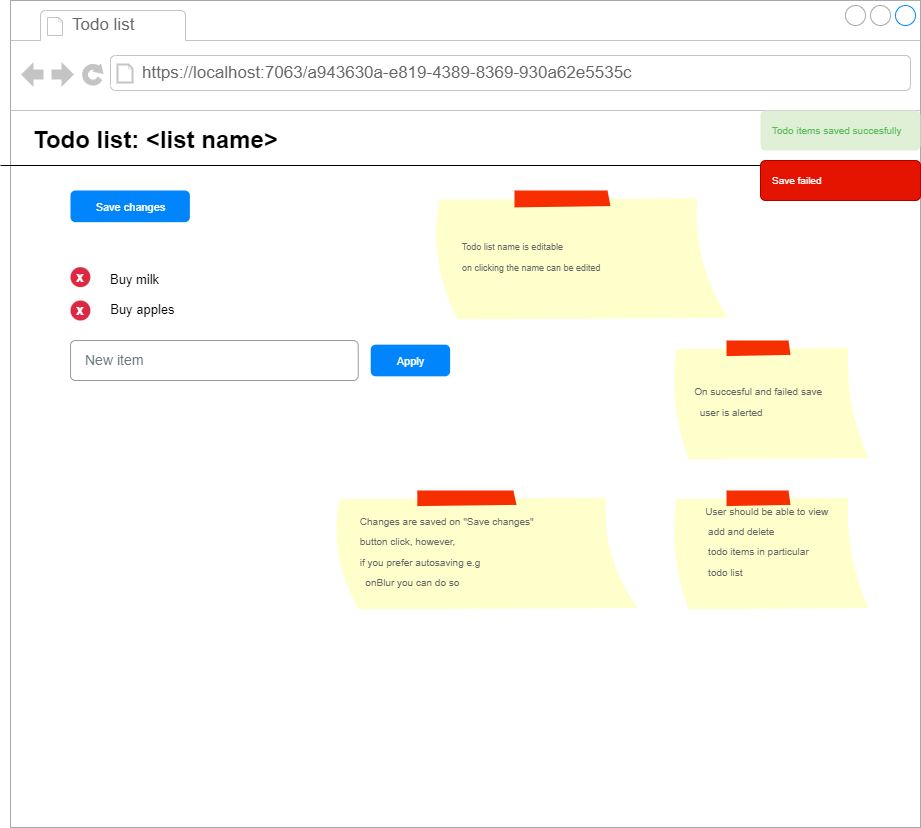 Todo list
https://localhost:7063/a943630a-e819-4389-8369-930a62e5535c
Todo list: <list name>
Todo items saved succesfully
Save failed
Save changes
Todo list name is editable
on clicking the name can be edited
x Buy milk
x Buy apples
New item
Apply
On succesful and failed save
user is alerted
Changes are saved on "Save changes"
button click, however,
if you prefer autosaving e.g
onBlur you can do so
User should be able to view
add and delete
todo items in particular
todo list